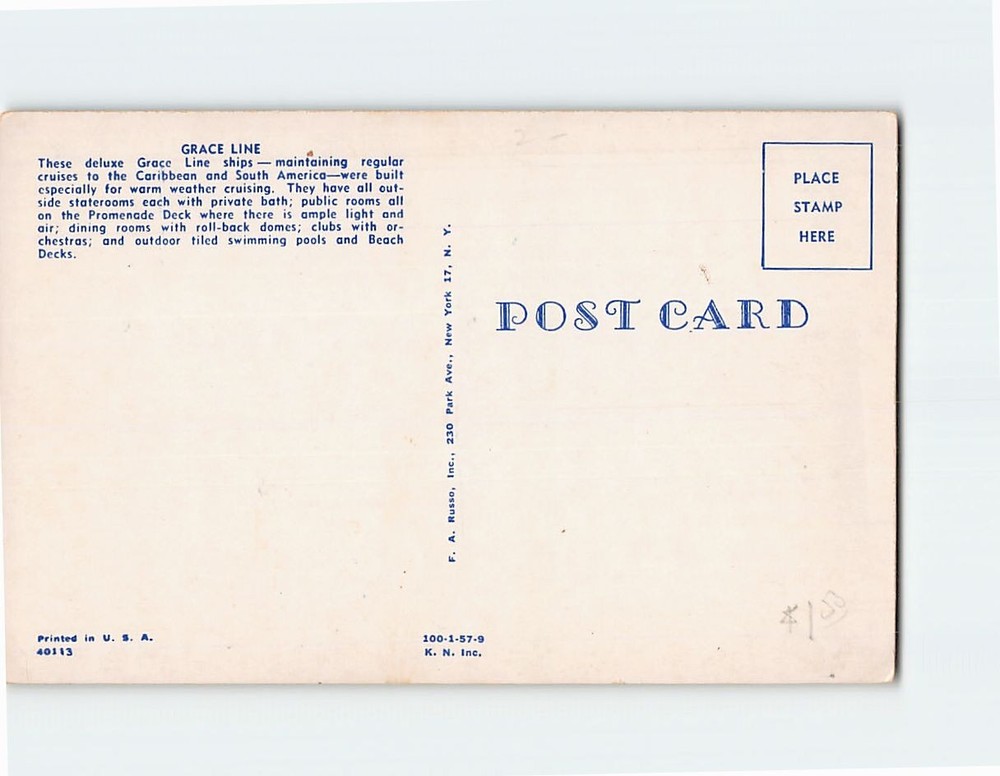 GRACE LINE
These deluxe Grace Line ships — maintaining regular
cruises to the Caribbean and South America—were built
especially for warm weather cruising. They have all out-
side staterooms each with private bath; public rooms all
on the Promenade Deck where there is ample light and
air; dining rooms with roll-back domes; clubs with or-
chestras; and outdoor tiled swimming pools and Beach
Decks.
F. A. Russo, Inc., 230 Park Ave., New York 17, N. Y.
PLACE
STAMP
HERE
POST CARD
Printed in U. S. A.
40113
100-1-57-9
K. N. Inc.